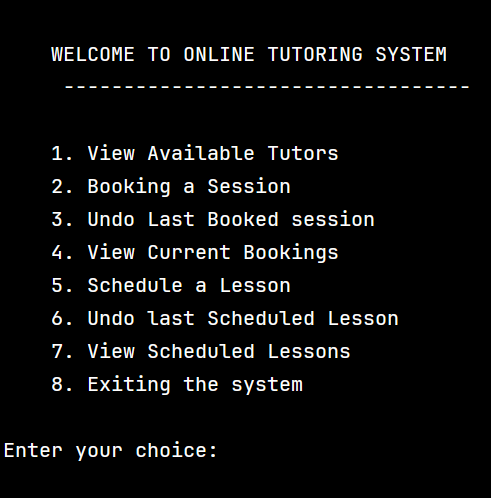 WELCOME TO ONLINE TUTORING SYSTEM
----------------------------------
1. View Available Tutors
2. Booking a Session
3. Undo Last Booked session
4. View Current Bookings
5. Schedule a Lesson
6. Undo last Scheduled Lesson
7. View Scheduled Lessons
8. Exiting the system
Enter your choice: